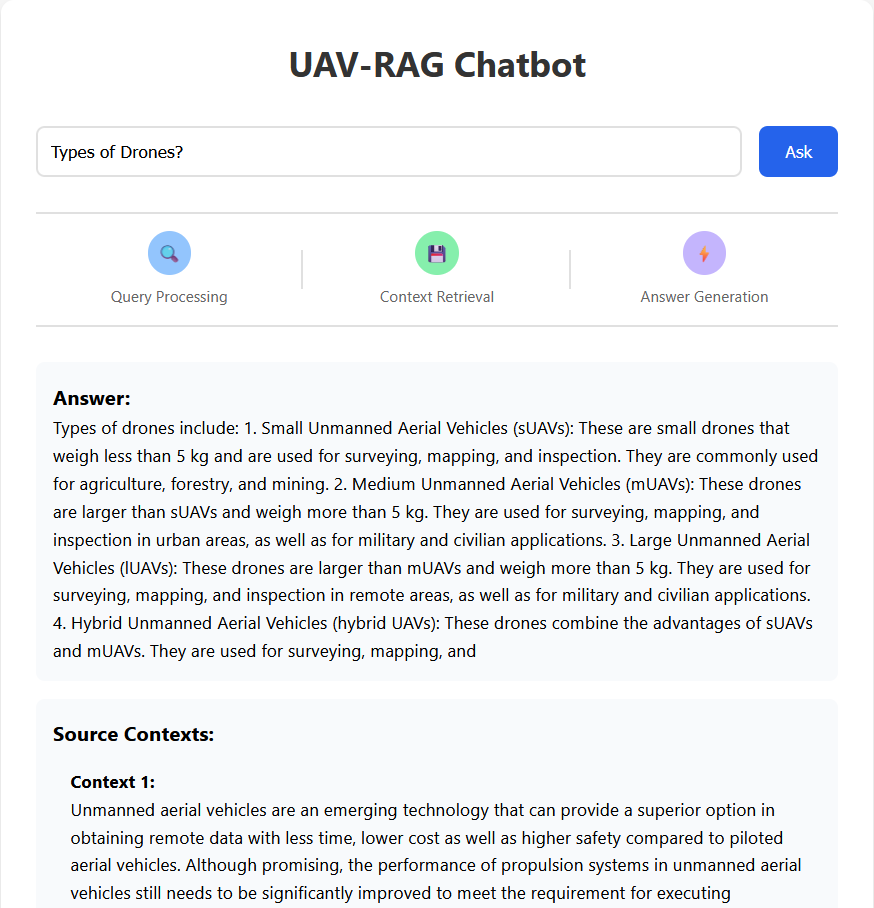 UAV-RAG Chatbot
Types of Drones?
Ask
Query Processing
Context Retrieval
Answer Generation
Answer:
Types of drones include: 1. Small Unmanned Aerial Vehicles (sUAVs): These are small drones that
weigh less than 5 kg and are used for surveying, mapping, and inspection. They are commonly used
for agriculture, forestry, and mining. 2. Medium Unmanned Aerial Vehicles (mUAVs): These drones
are larger than sUAVs and weigh more than 5 kg. They are used for surveying, mapping, and
inspection in urban areas, as well as for military and civilian applications. 3. Large Unmanned Aerial
Vehicles (lUAVs): These drones are larger than mUAVs and weigh more than 5 kg. They are used for
surveying, mapping, and inspection in remote areas, as well as for military and civilian applications.
4. Hybrid Unmanned Aerial Vehicles (hybrid UAVs): These drones combine the advantages of sUAVs
and mUAVs. They are used for surveying, mapping, and
Source Contexts:
Context 1:
Unmanned aerial vehicles are an emerging technology that can provide a superior option in
obtaining remote data with less time, lower cost as well as higher safety compared to piloted
aerial vehicles. Although promising, the performance of propulsion systems in unmanned aerial
vehicles still needs to be significantly improved to meet the requirement for executing